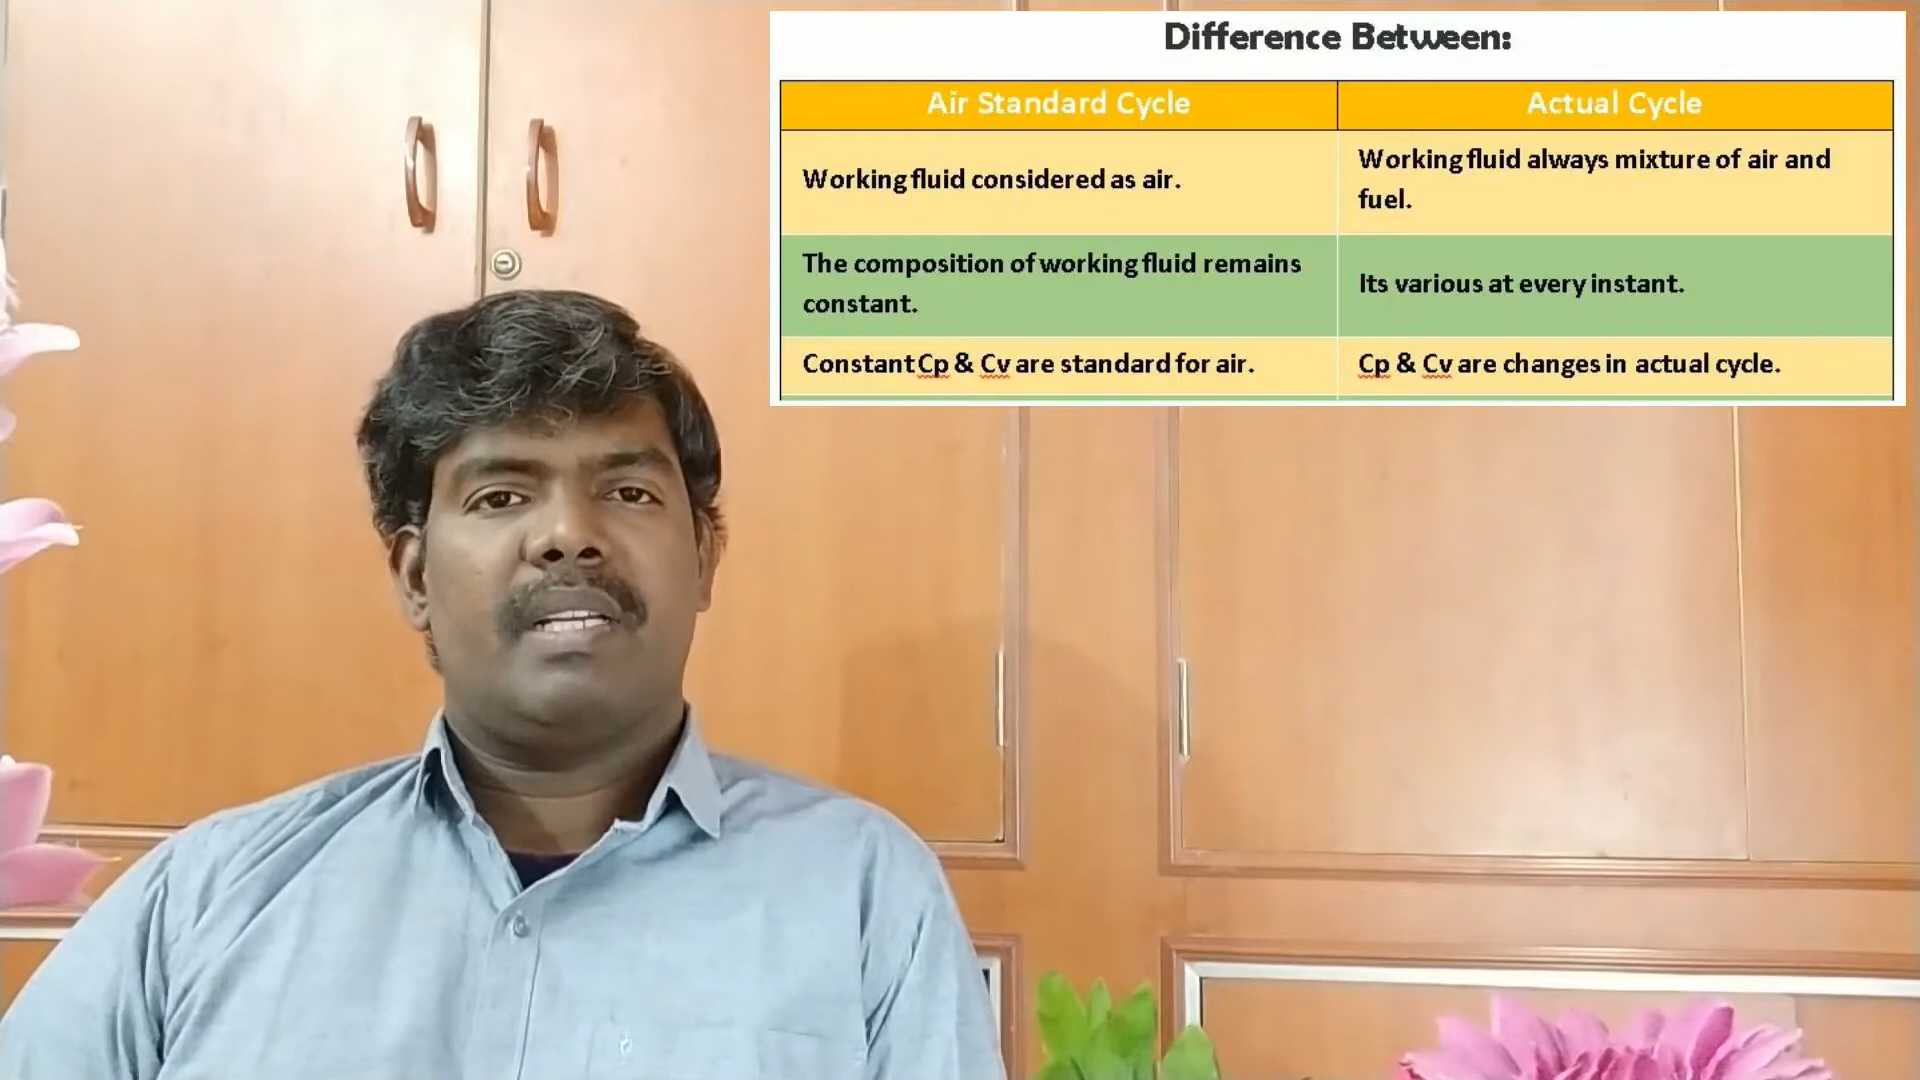 Difference Between:
Air Standard Cycle
Actual Cycle
Working fluid considered as air.
Working fluid always mixture of air and
fuel.
The composition of working fluid remains
constant.
Its various at every instant.
Constant Cp & Cv are standard for air.
Cp & Cv are changes in actual cycle.